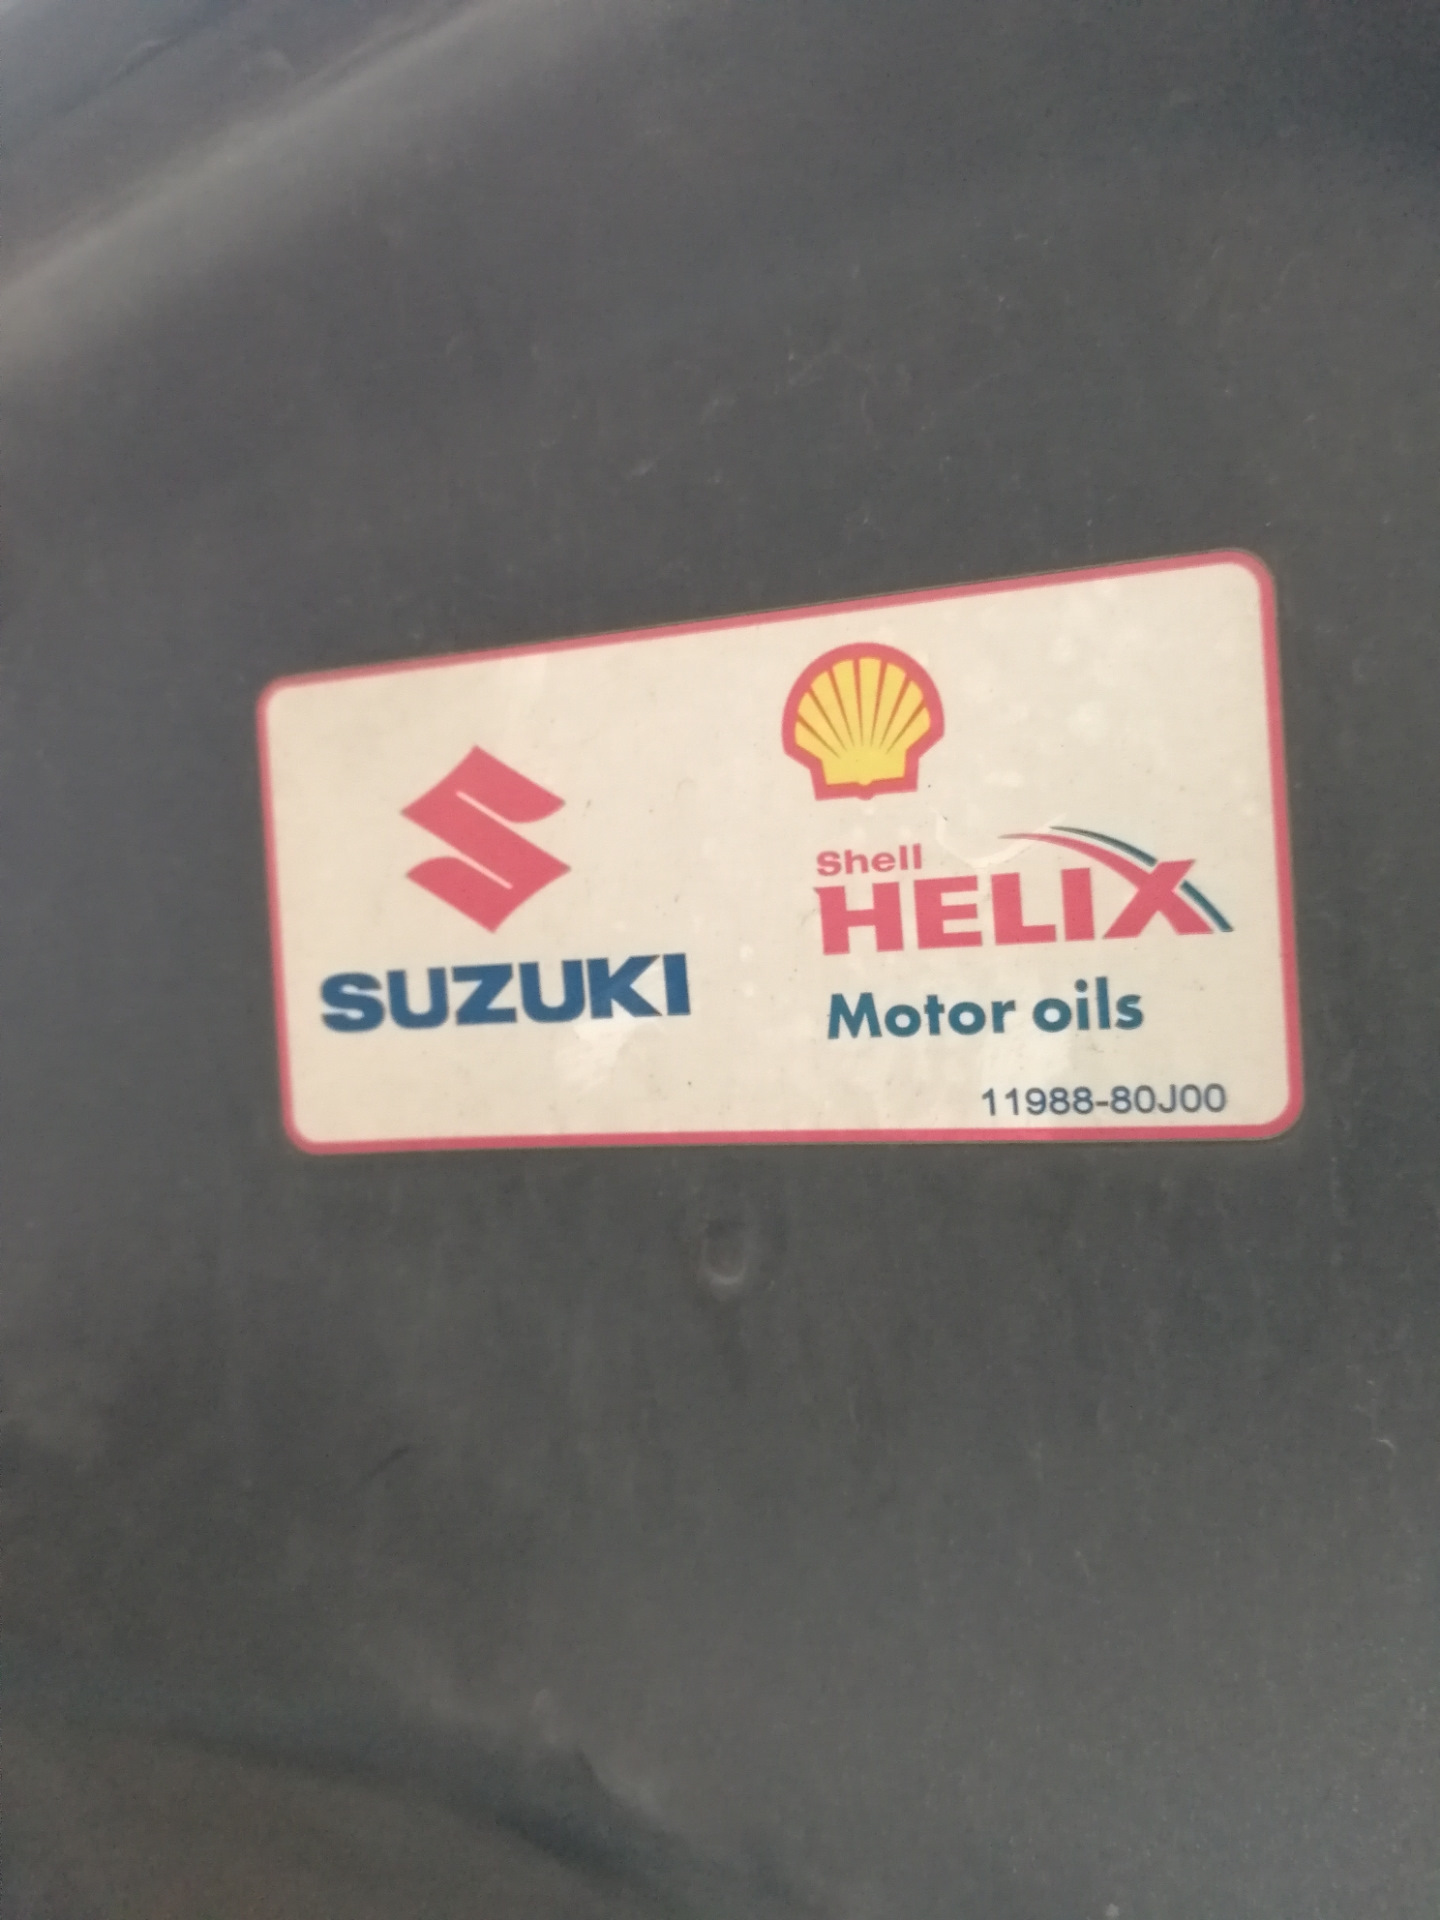 SUZUKI
Shell
HELIX
Motor oils
11988-80J00